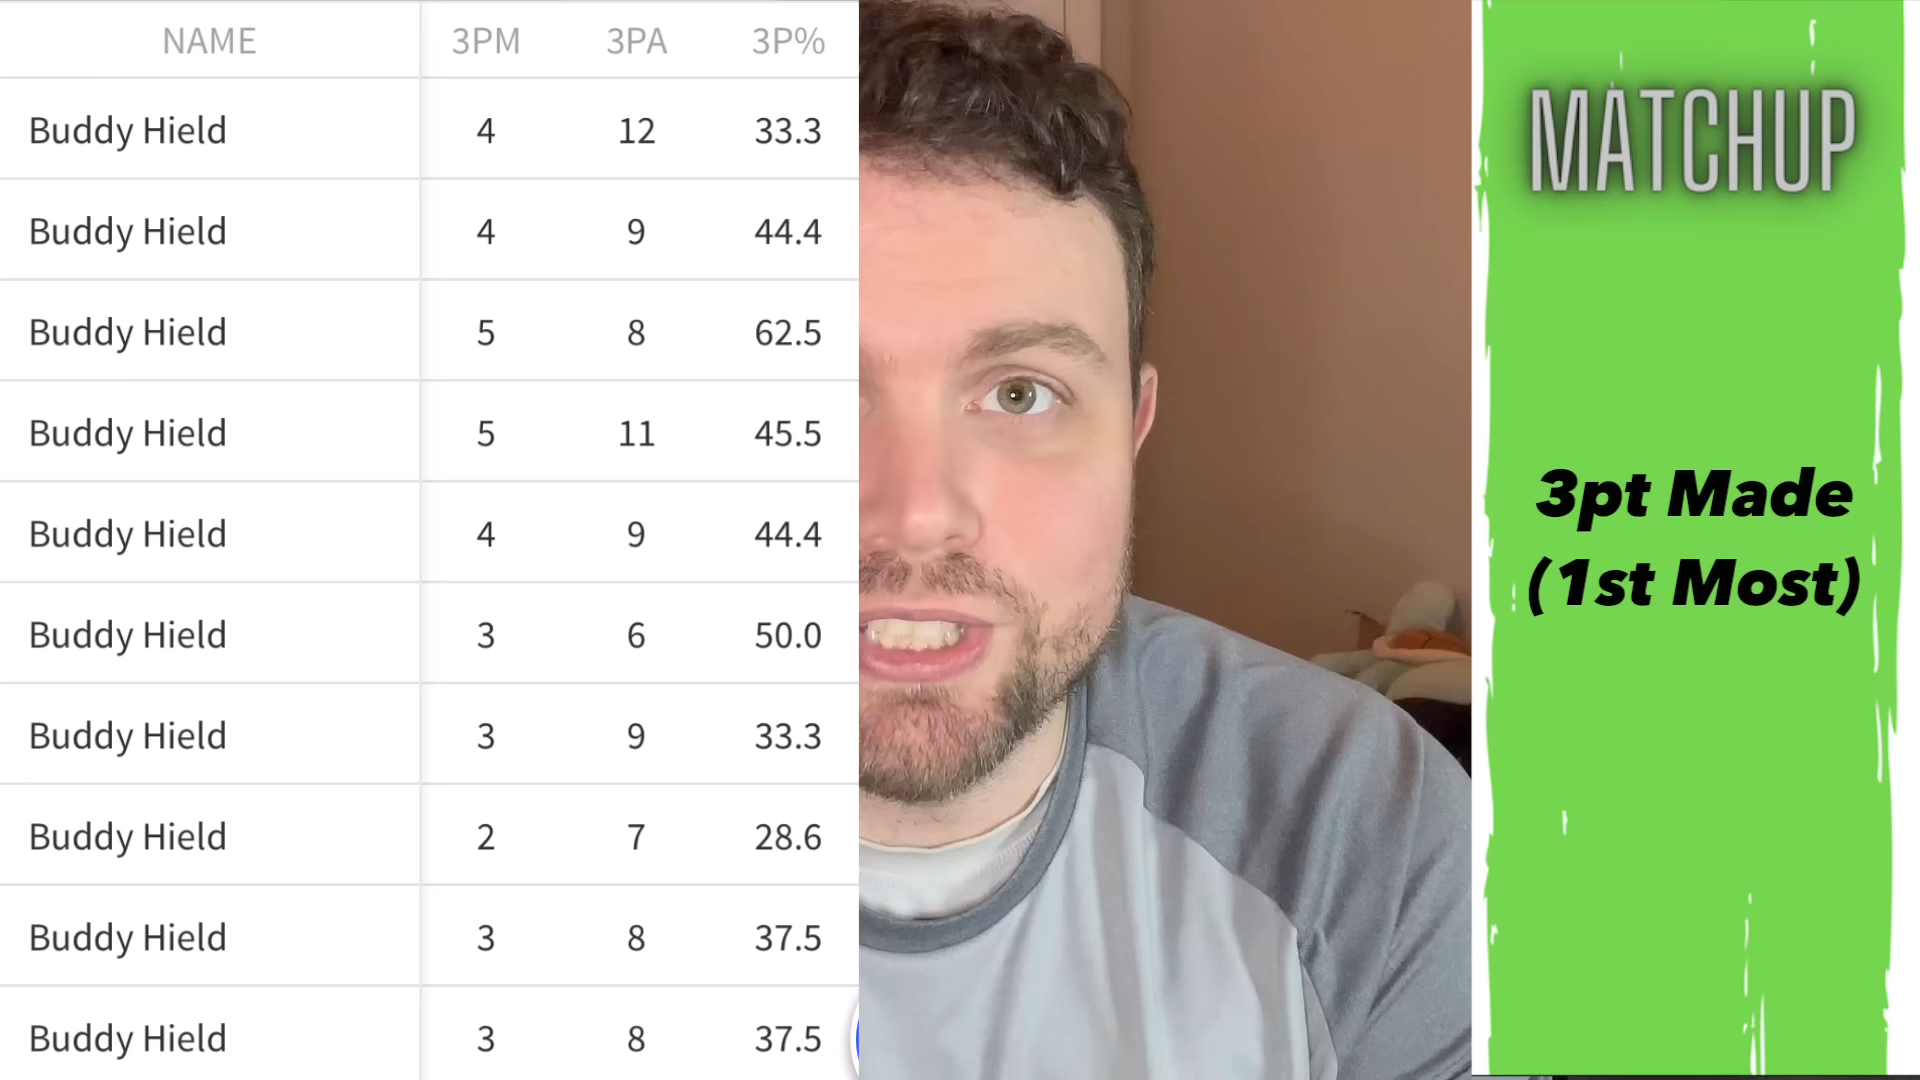 NAME 3PM 3PA 3P%
Buddy Hield 4 12 33.3
Buddy Hield 4 9 44.4
Buddy Hield 5 8 62.5
Buddy Hield 5 11 45.5
Buddy Hield 4 9 44.4
Buddy Hield 3 6 50.0
Buddy Hield 3 9 33.3
Buddy Hield 2 7 28.6
Buddy Hield 3 8 37.5
Buddy Hield 3 8 37.5
MATCHUP
3pt Made
(1st Most)